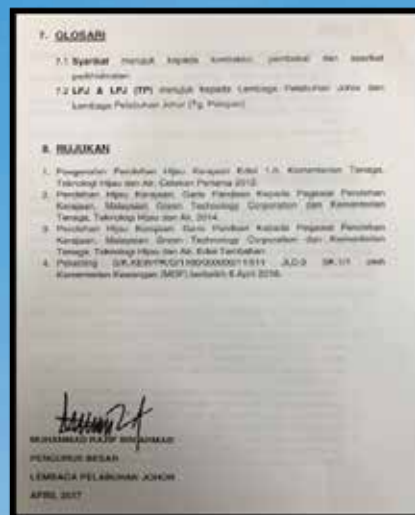 7. GLOSARI
7.1 Syarikat merujuk kepada kontraktor, pembekal dan syarikat
perkhidmatan.
7.2 LPJ & LPJ (TP) merujuk kepada Lembaga Pelabuhan Johor dan
Lembaga Pelabuhan Johor (Tg. Pelepas).
8. RUJUKAN
1. Pengenalan Perolehan Hijau Kerajaan Edisi 1.0, Kementerian Tenaga,
Teknologi Hijau dan Air, Cetakan Pertama 2012.
2. Perolehan Hijau Kerajaan, Garis Panduan Kepada Pegawai Perolehan
Kerajaan, Malaysian Green Technology Corporation dan Kementerian
Tenaga, Teknologi Hijau dan Air, 2014.
3. Perolehan Hijau Kerajaan, Garis Panduan Kepada Pegawai Perolehan
Kerajaan, Malaysian Green Technology Corporation dan Kementerian
Tenaga, Teknologi Hijau dan Air, Edisi Tambahan.
4. Pekeliling oleh
Kementerian Kewangan (MOF) bertarikh 6 April 2016.
MUHAMMAD RAZIF BIN AHMAD
PENGURUS BESAR
LEMBAGA PELABUHAN JOHOR
APRIL 2017